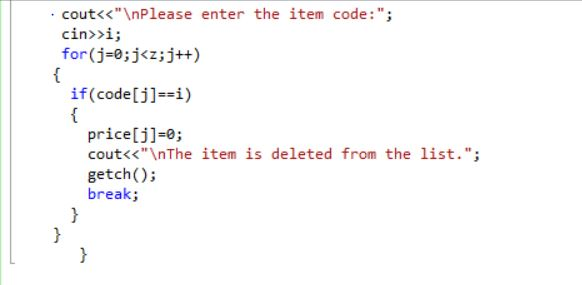 cout<<"\nPlease enter the item code:";
cin>>i;
for(j=0;j<z;j++)
{
if(code[j]==i)
{
price[j]=0;
cout<<"\nThe item is deleted from the list.";
getch();
break;
}
}
}